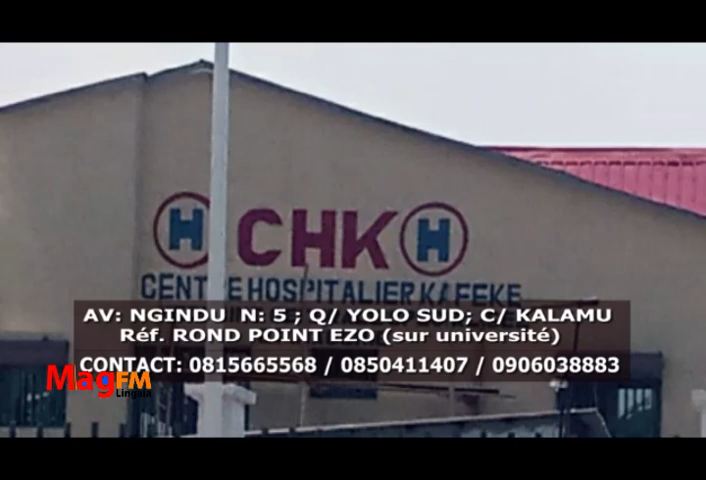 H CHK H
CENTRE HOSPITALIER KAFEKE
AV: NGINDU N: 5 ; Q/ YOLO SUD; C/ KALAMU
Réf. ROND POINT EZO (sur université)
CONTACT: 0815665568 / 0850411407 / 0906038883
MagFM
Lingala